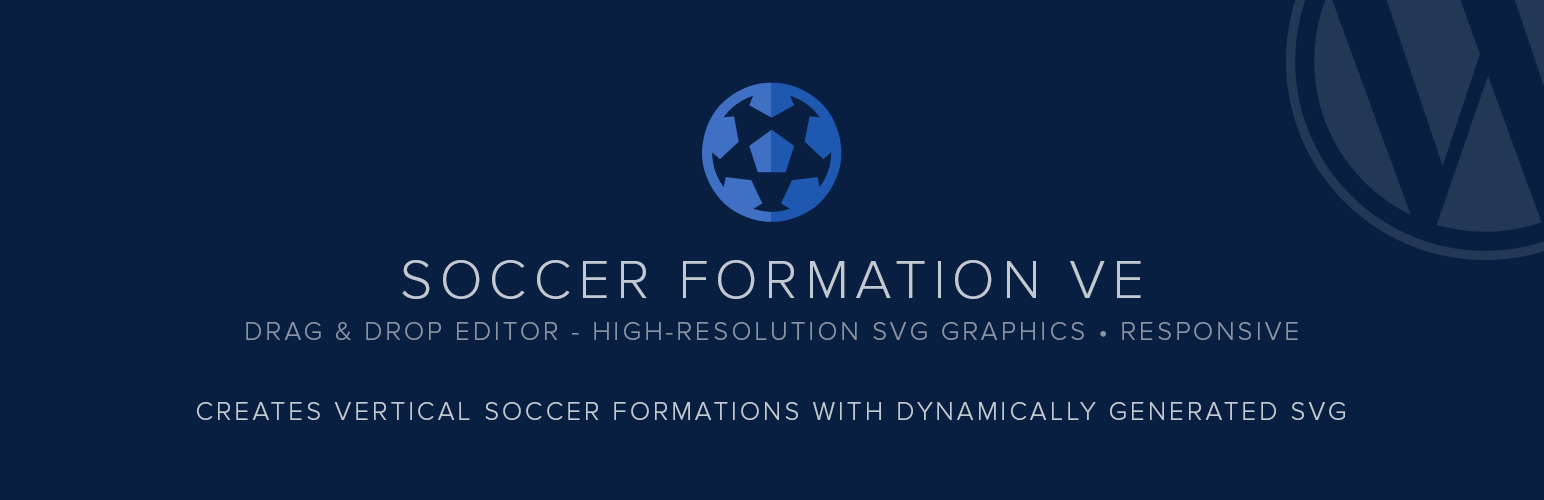 SOCCER FORMATION VE
DRAG & DROP EDITOR - HIGH-RESOLUTION SVG GRAPHICS • RESPONSIVE
CREATES VERTICAL SOCCER FORMATIONS WITH DYNAMICALLY GENERATED SVG